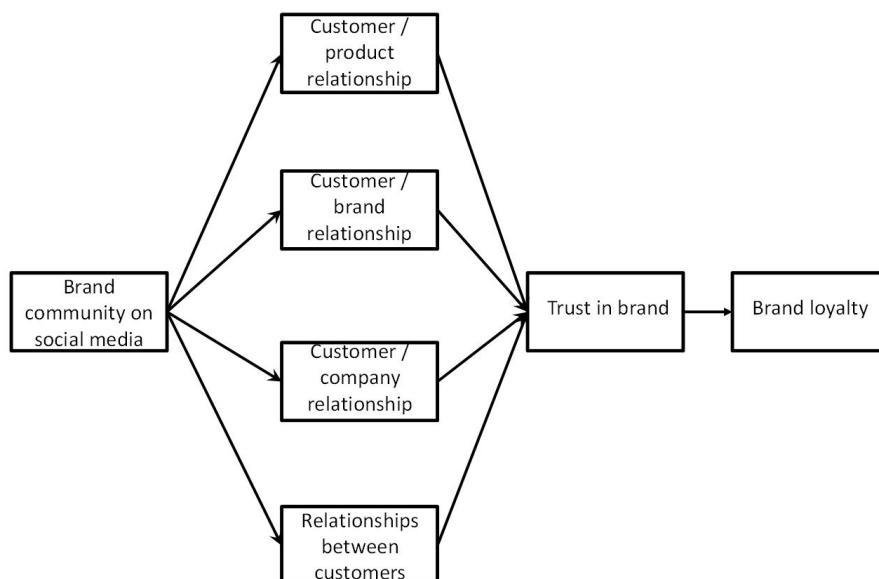 Customer /
product
relationship
Customer /
brand
relationship
Brand
community on
social media
Trust in brand
Brand loyalty
Customer /
company
relationship
Relationships
between
customers